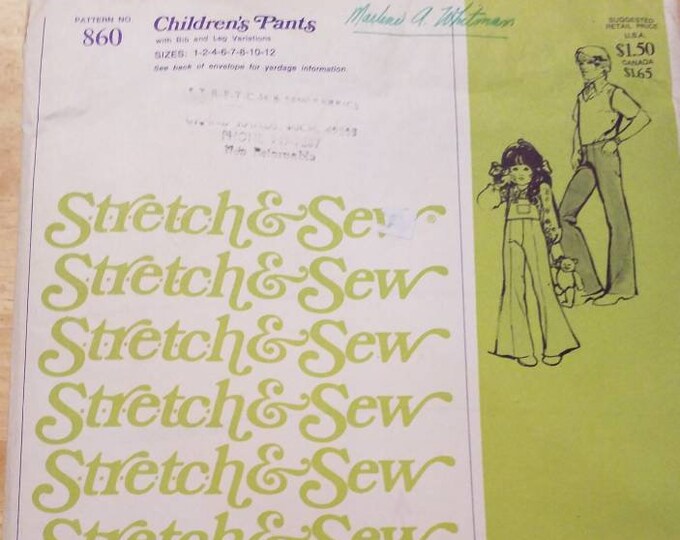 PATTERN NO
860
Children's Pants
with Bib and Leg Variations
SIZES: 1-2-4-6-7-8-10-12
See back of envelope for yardage information
Marlene A. Whitman
SUGGESTED
RETAIL PRICE
U.S.A.
$1.50
CANADA
$1.65
Stretch & Sew®
Stretch & Sew
Stretch & Sew
Stretch & Sew
Stretch & Sew
Stretch & Sew